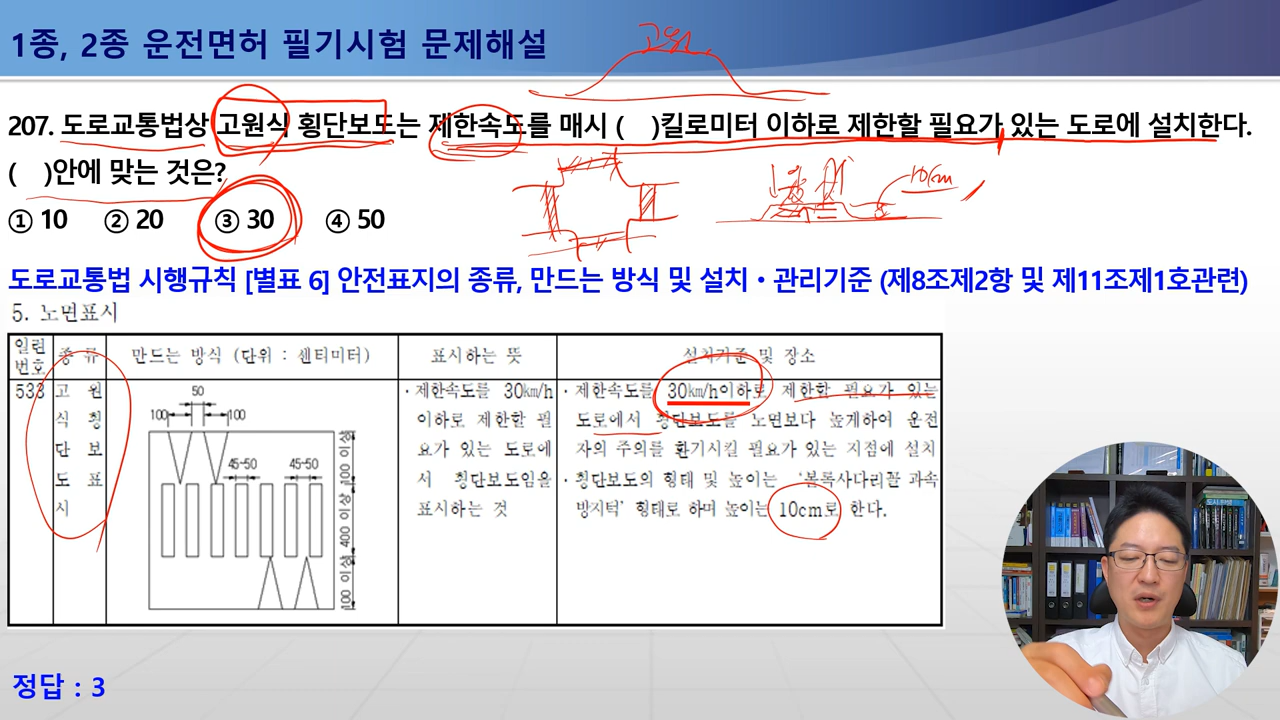 1종, 2종 운전면허 필기시험 문제해설
고원식
207. 도로교통법상 고원식 횡단보도는 제한속도를 매시 (    )킬로미터 이하로 제한할 필요가 있는 도로에 설치한다.
(    )안에 맞는 것은?
10cm
① 10 ② 20 ③ 30 ④ 50
도로교통법 시행규칙 [별표 6] 안전표지의 종류, 만드는 방식 및 설치·관리기준 (제8조제2항 및 제11조제1호관련)
5. 노면표시
일련번호 종류 만드는 방식 (단위 : 센티미터) 표시하는 뜻 설치기준 및 장소
533 고원식횡단보도표시
50
100 100
45~50 45~50
100 이상
400이상
100 이상
·제한속도를 30㎞/h
이하로 제한할 필
요가 있는 도로에
서 횡단보도임을
표시하는 것
·제한속도를 30㎞/h이하로 제한할 필요가 있는
도로에서 횡단보도를 노면보다 높게하여 운전
자의 주의를 환기시킬 필요가 있는 지점에 설치
·횡단보도의 형태 및 높이는 '볼록사다리꼴 과속
방지턱' 형태로 하며 높이는 10cm로 한다.
정답 : 3